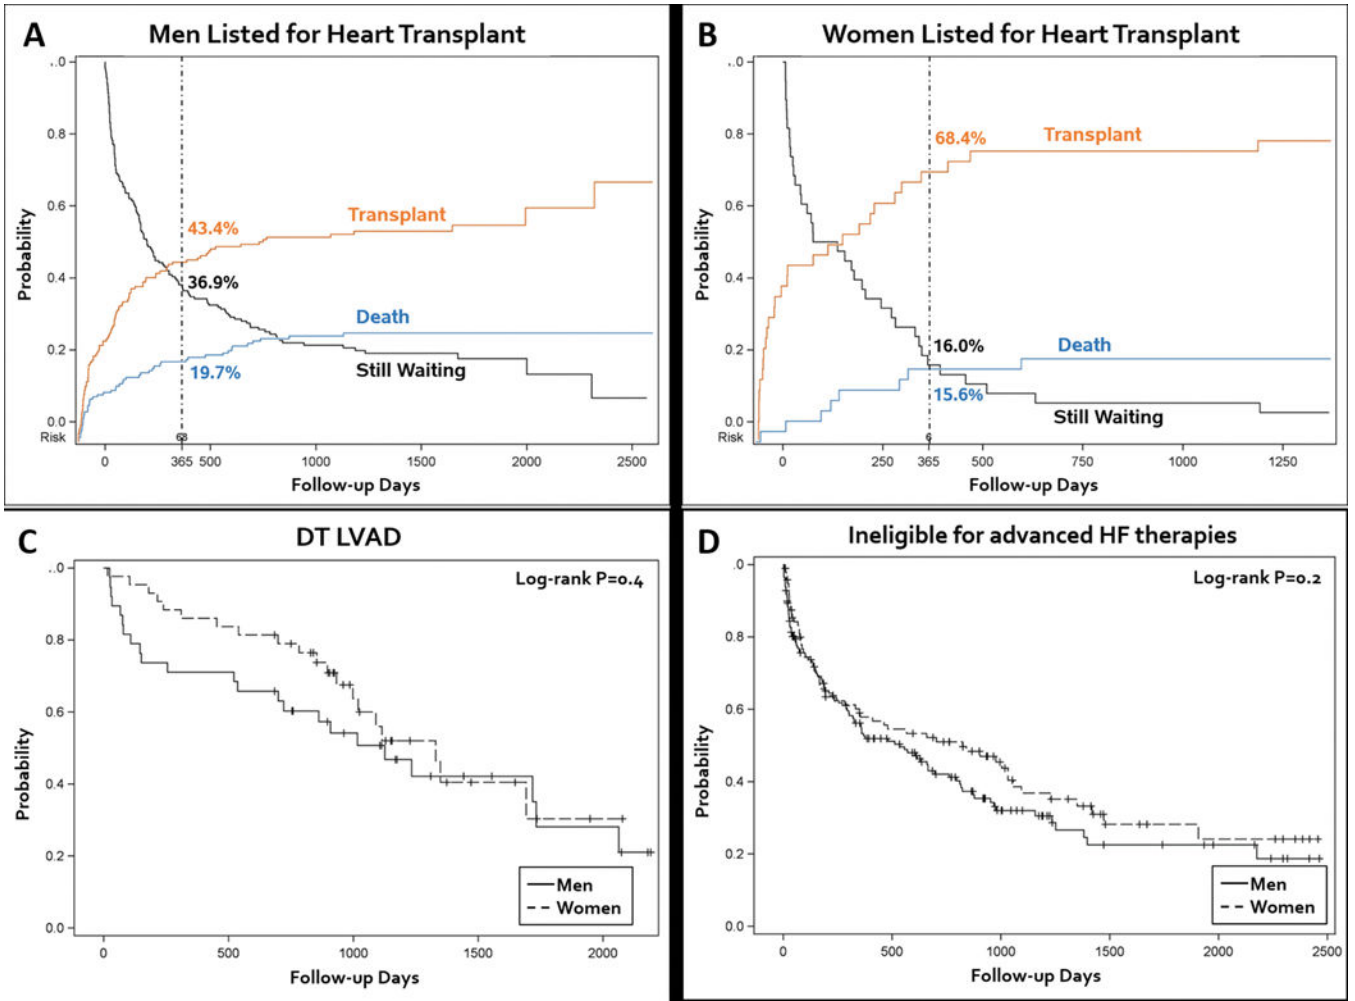 A
Men Listed for Heart Transplant
.0
0.8
0.6
0.4
0.2
0.0
Probability
Risk
Transplant
43.4%
36.9%
Death
19.7%
Still Waiting
0
365
500
1000
1500
2000
2500
Follow-up Days
B
Women Listed for Heart Transplant
.0
0.8
0.6
0.4
0.2
0.0
Probability
Risk
68.4%
Transplant
16.0%
Death
15.6%
Still Waiting
6
0
250
365
500
750
1000
1250
Follow-up Days
C
DT LVAD
Log-rank P=0.4
.0
0.8
0.6
0.4
0.2
0.0
Probability
Men
Women
0
500
1000
1500
2000
Follow-up Days
D
Ineligible for advanced HF therapies
Log-rank P=0.2
.0
0.8
0.6
0.4
0.2
0.0
Probability
Men
Women
0
500
1000
1500
2000
2500
Follow-up Days